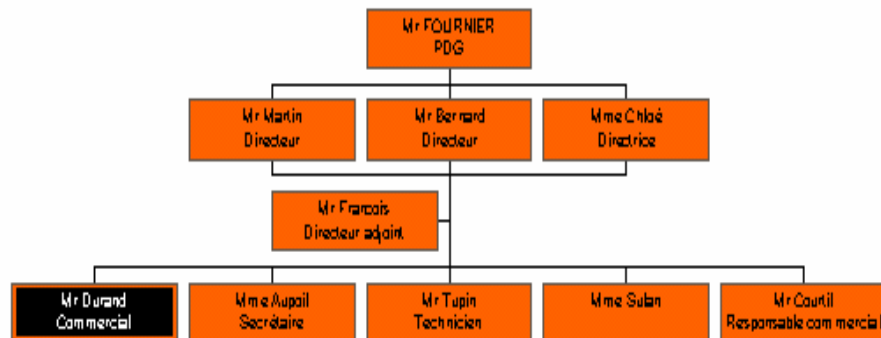 Mr FOURNIER
PDG
Mr Martin
Directeur
Mr Bernard
Directeur
Mme Chloé
Directrice
Mr Francois
Directeur adjoint
Mr Durand
Commercial
Mme Aupail
Secrétaire
Mr Tupin
Technicien
Mme Sulan
Mr Courtil
Responsable commercial